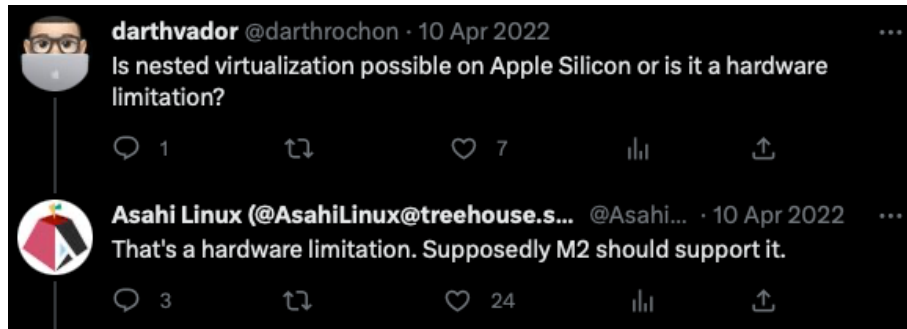 darthvador @darthrochon · 10 Apr 2022
Is nested virtualization possible on Apple Silicon or is it a hardware
limitation?
1 7
Asahi Linux (@AsahiLinux@treehouse.s... @Asahi... · 10 Apr 2022
That's a hardware limitation. Supposedly M2 should support it.
3 24